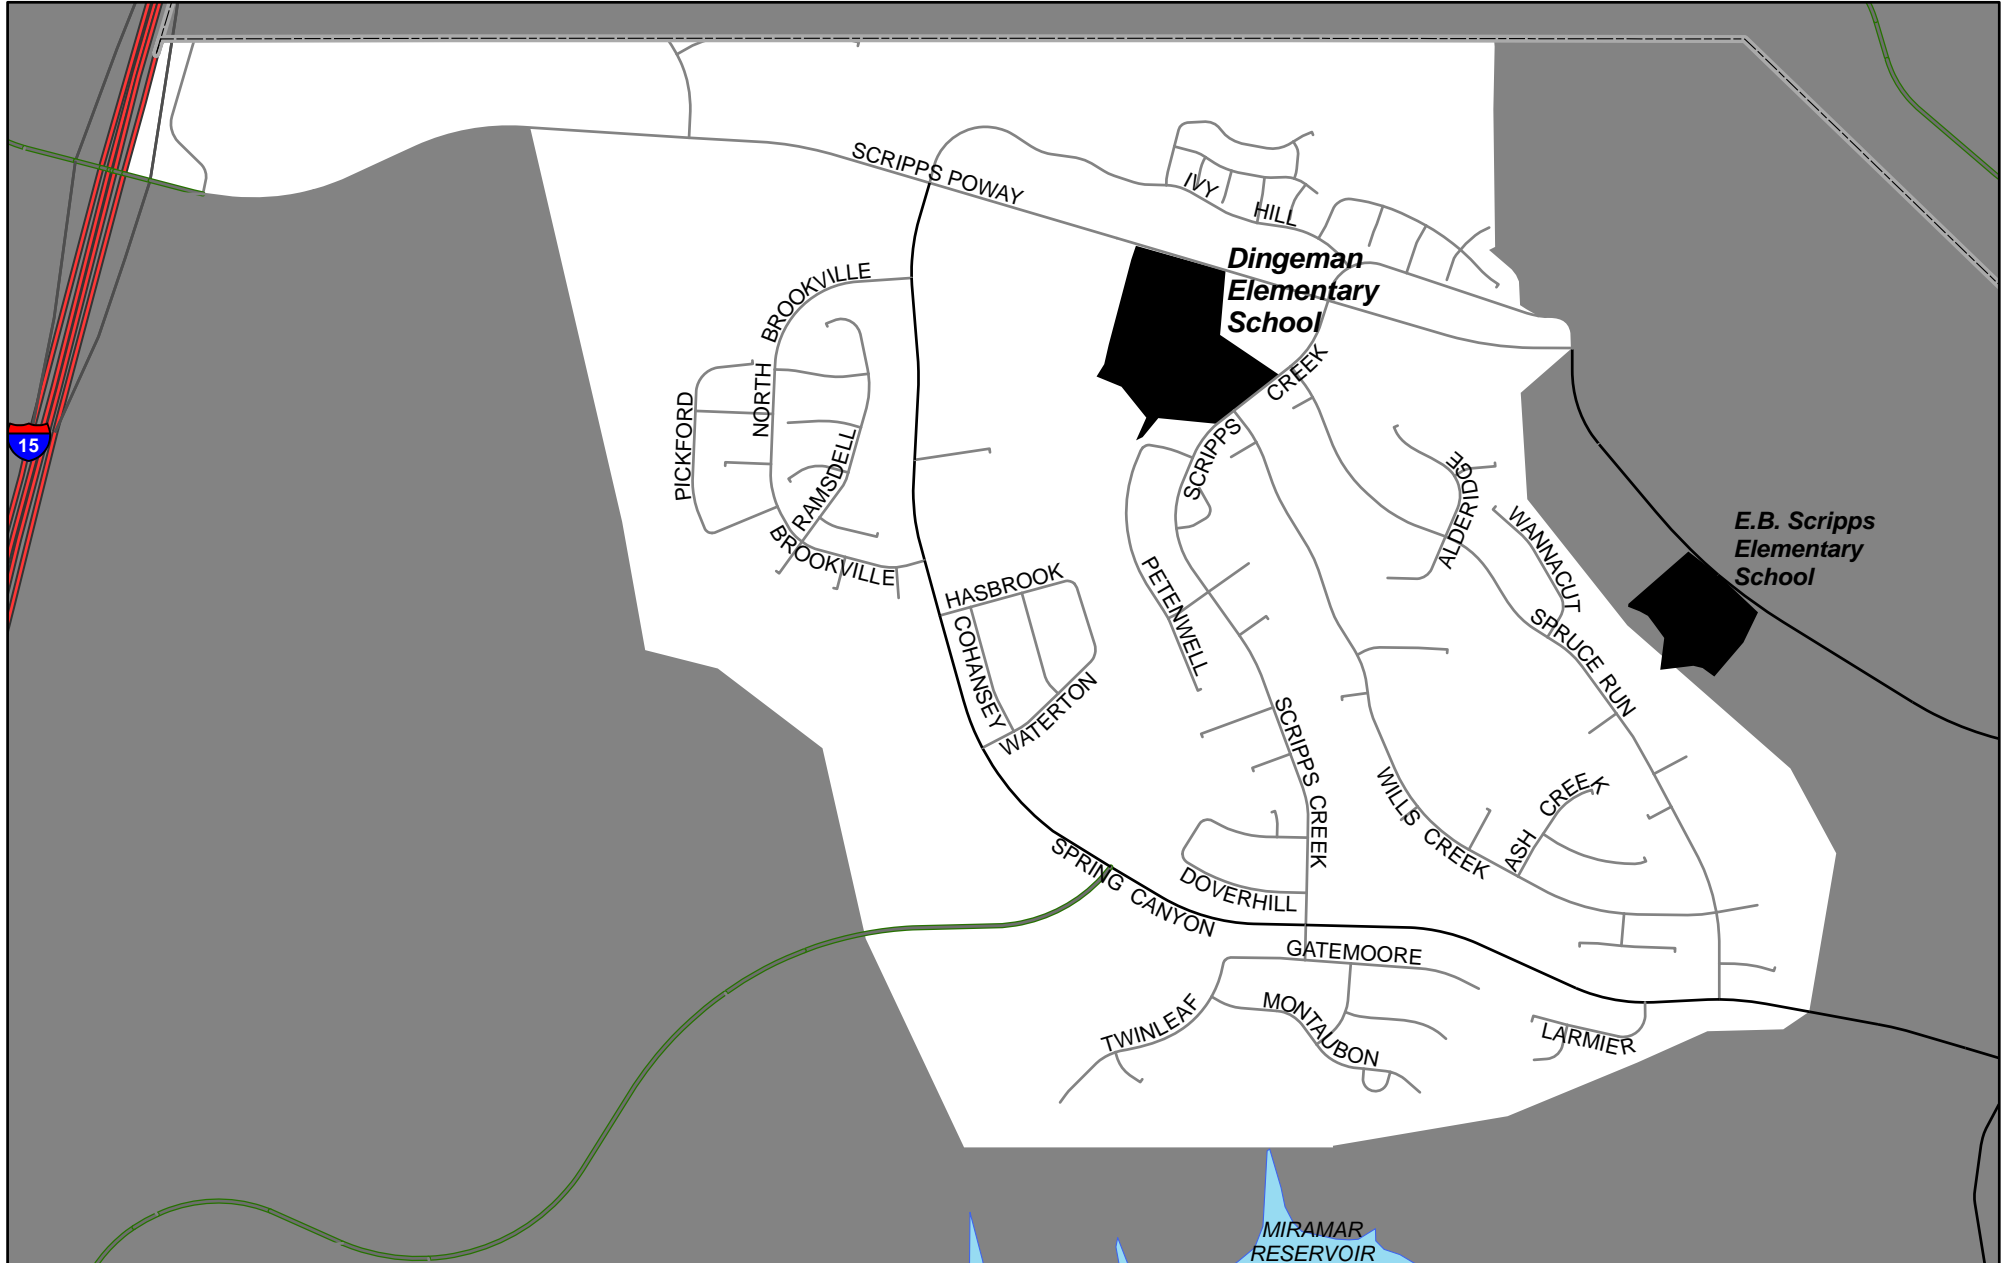 SCRIPPS POWAY
IVY
HILL
Dingeman
Elementary
School
BROOKVILLE
NORTH
PICKFORD
RAMSDELL
BROOKVILLE
CREEK
SCRIPPS
15
ALDERIDGE
WANNACUT
E.B. Scripps
Elementary
School
HASBROOK
COHANSEY
WATERTON
PETENWELL
SPRUCE RUN
SCRIPPS CREEK
WILLS CREEK
ASH CREEK
SPRING CANYON
DOVERHILL
GATEMOORE
TWINLEAF
MONTAUBON
LARMIER
MIRAMAR
RESERVOIR